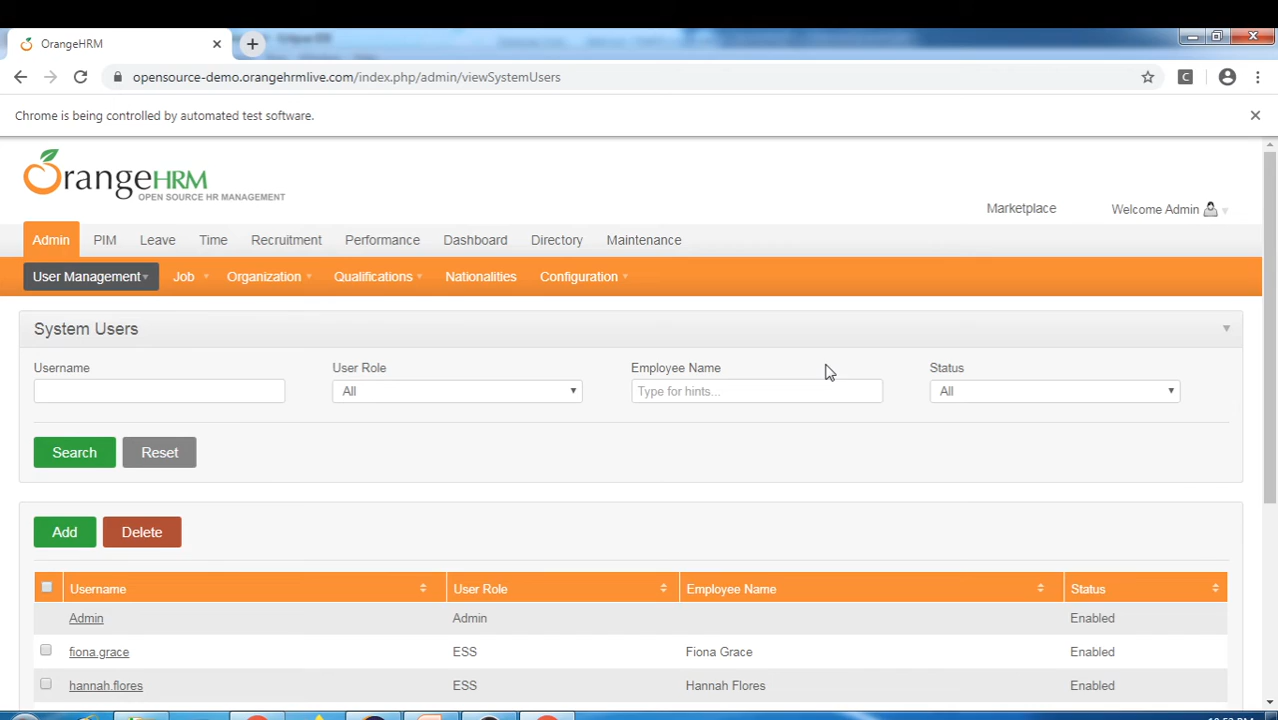 OrangeHRM
opensource-demo.orangehrmlive.com/index.php/admin/viewSystemUsers
C
Chrome is being controlled by automated test software.
OrangeHRM
OPEN SOURCE HR MANAGEMENT
Marketplace Welcome Admin
Admin PIM Leave Time Recruitment Performance Dashboard Directory Maintenance
User Management Job Organization Qualifications Nationalities Configuration
System Users
Username User Role Employee Name Status
All Type for hints... All
Search Reset
Add Delete
Username User Role Employee Name Status
Admin Admin Enabled
fiona.grace ESS Fiona Grace Enabled
hannah.flores ESS Hannah Flores Enabled